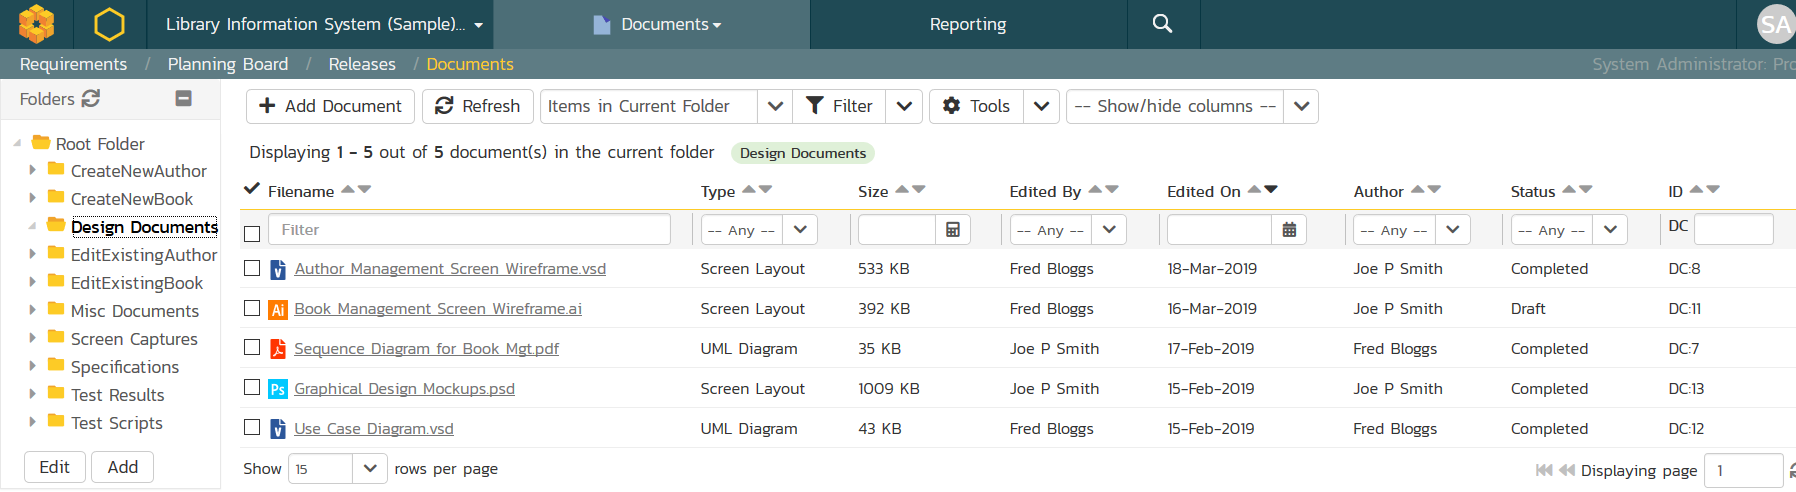 Library Information System (Sample)... Documents Reporting SA
Requirements / Planning Board / Releases / Documents System Administrator: Pro
Folders
Root Folder
CreateNewAuthor
CreateNewBook
Design Documents
EditExistingAuthor
EditExistingBook
Misc Documents
Screen Captures
Specifications
Test Results
Test Scripts
Edit Add
Add Document Refresh Items in Current Folder Filter Tools -- Show/hide columns --
Displaying 1 - 5 out of 5 document(s) in the current folder Design Documents
Filename Type Size Edited By Edited On Author Status ID
Filter -- Any -- -- Any -- -- Any -- -- Any -- DC
Author Management Screen Wireframe.vsd Screen Layout 533 KB Fred Bloggs 18-Mar-2019 Joe P Smith Completed DC:8
Ai Book Management Screen Wireframe.ai Screen Layout 392 KB Fred Bloggs 16-Mar-2019 Joe P Smith Draft DC:11
Sequence Diagram for Book Mgt.pdf UML Diagram 35 KB Joe P Smith 17-Feb-2019 Fred Bloggs Completed DC:7
Ps Graphical Design Mockups.psd Screen Layout 1009 KB Joe P Smith 15-Feb-2019 Joe P Smith Completed DC:13
Use Case Diagram.vsd UML Diagram 43 KB Fred Bloggs 15-Feb-2019 Fred Bloggs Completed DC:12
Show 15 rows per page Displaying page 1